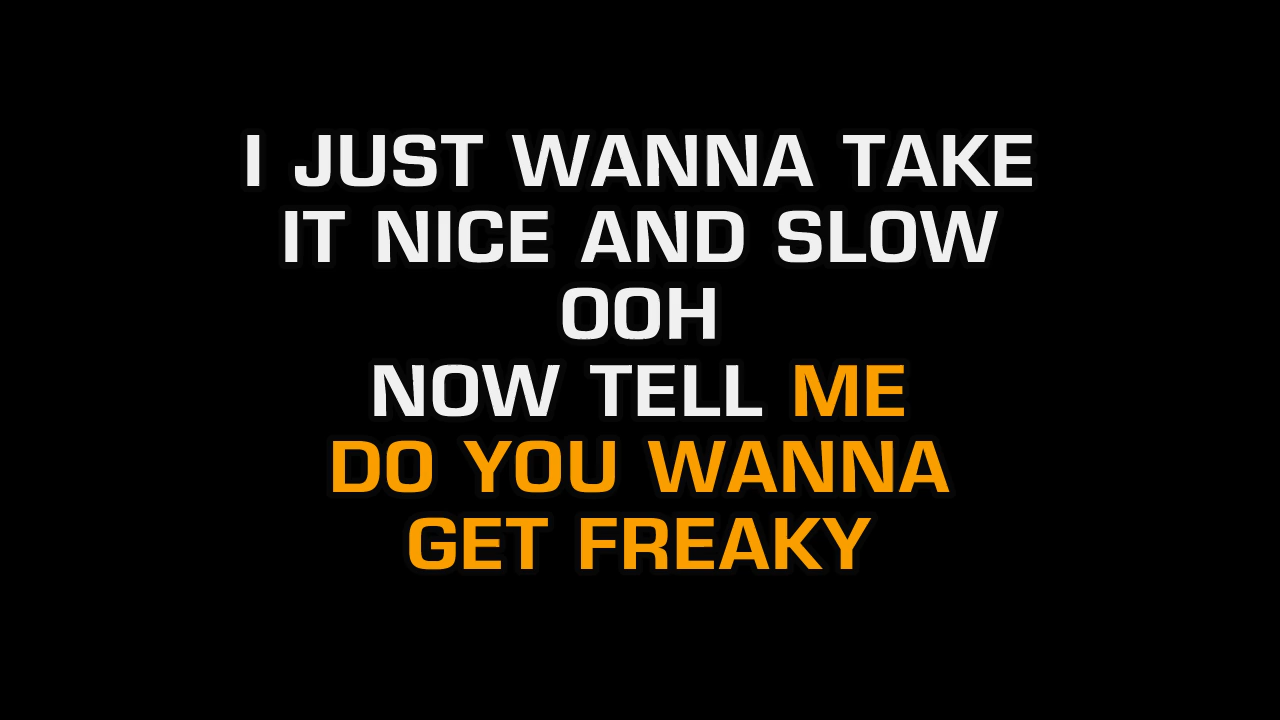 I JUST WANNA TAKE
IT NICE AND SLOW
OOH
NOW TELL ME
DO YOU WANNA
GET FREAKY